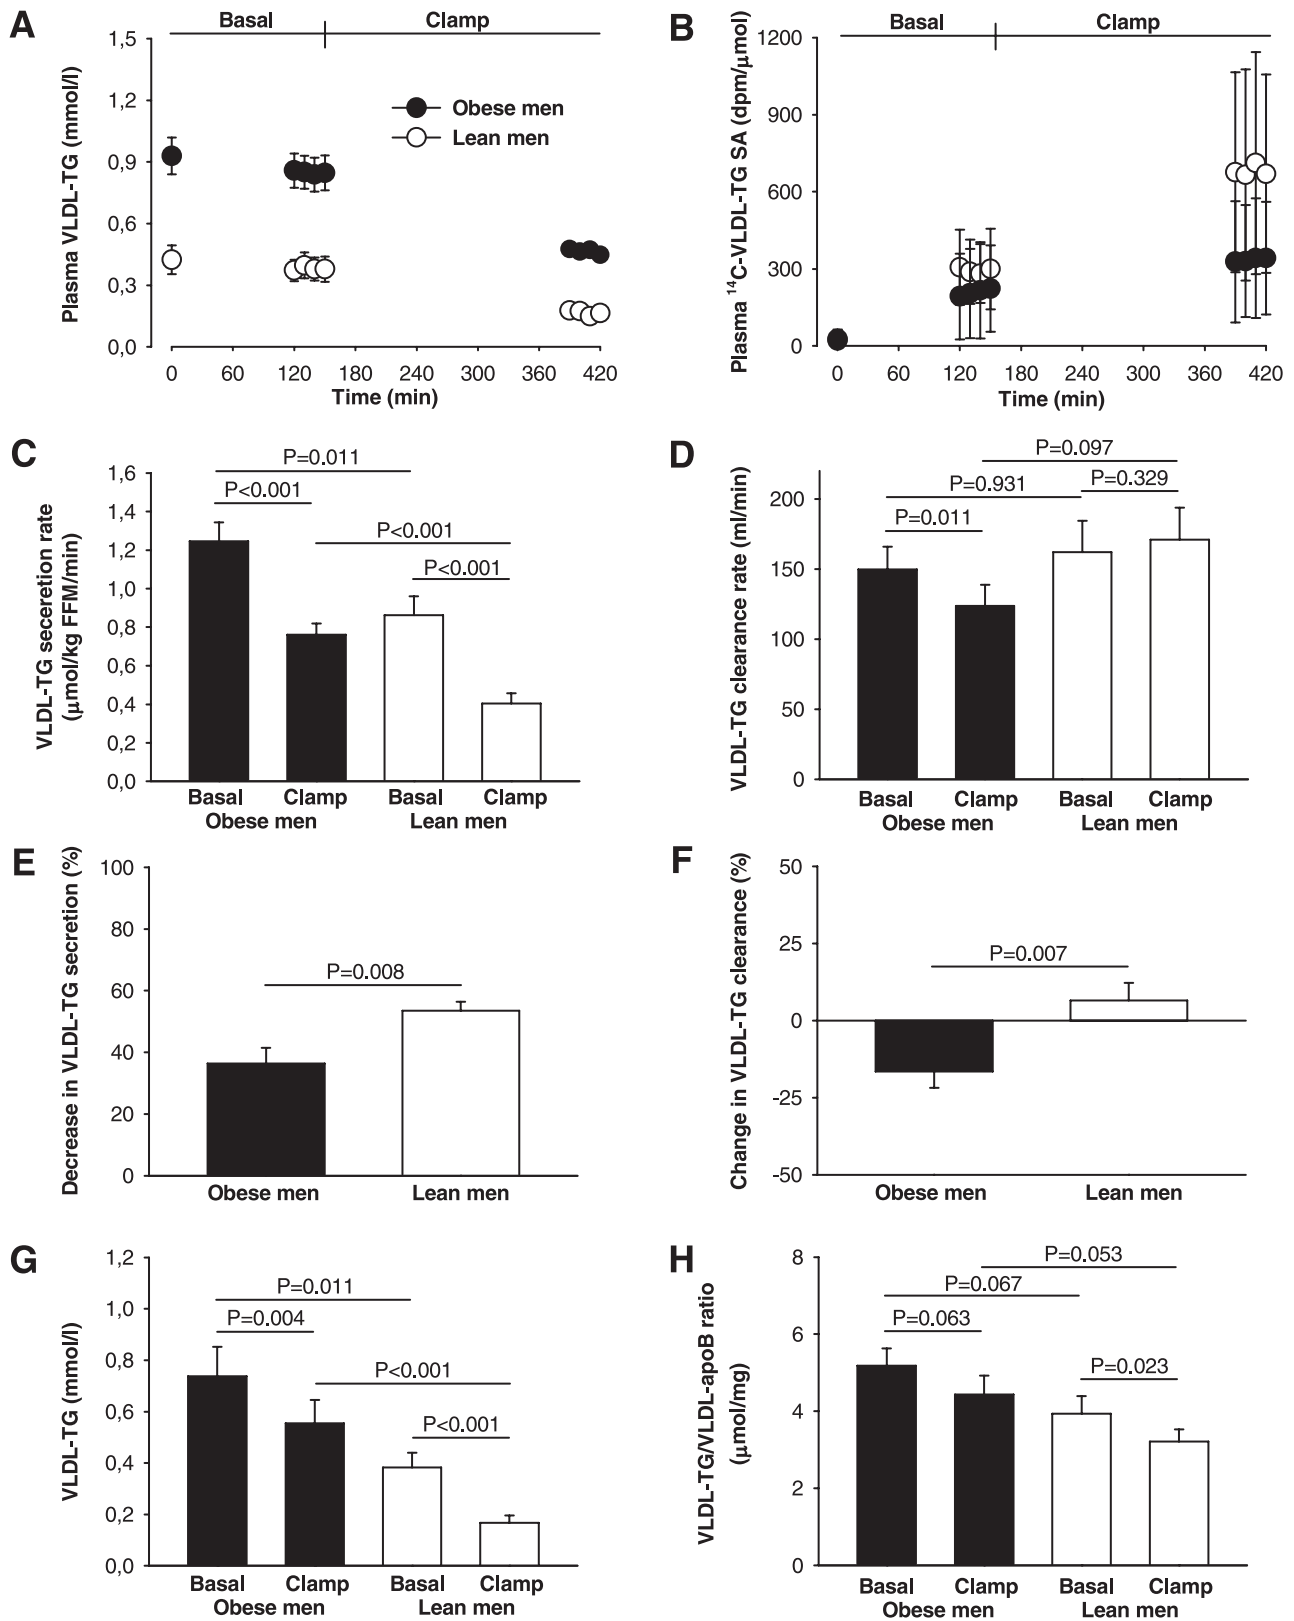 A
Basal Clamp
Plasma VLDL-TG (mmol/l)
1,5
1,2
0,9
0,6
0,3
0,0
Obese men
Lean men
0 60 120 180 240 300 360 420
Time (min)
B
Basal Clamp
Plasma ¹⁴C-VLDL-TG SA (dpm/μmol)
1200
900
600
300
0
0 60 120 180 240 300 360 420
Time (min)
C
VLDL-TG seceretion rate
(μmol/kg FFM/min)
1,6
1,4
1,2
1,0
0,8
0,6
0,4
0,2
0,0
P=0.011
P<0.001
P<0.001
P<0.001
Basal Clamp Basal Clamp
Obese men Lean men
D
VLDL-TG clearance rate (ml/min)
200
150
100
50
0
P=0.097
P=0.931
P=0.329
P=0.011
Basal Clamp Basal Clamp
Obese men Lean men
E
Decrease in VLDL-TG secretion (%)
100
80
60
40
20
0
P=0.008
Obese men Lean men
F
Change in VLDL-TG clearance (%)
50
25
0
-25
-50
P=0.007
Obese men Lean men
G
VLDL-TG (mmol/l)
1,2
1,0
0,8
0,6
0,4
0,2
0,0
P=0.011
P=0.004
P<0.001
P<0.001
Basal Clamp Basal Clamp
Obese men Lean men
H
VLDL-TG/VLDL-apoB ratio
(μmol/mg)
8
6
4
2
0
P=0.053
P=0.067
P=0.063
P=0.023
Basal Clamp Basal Clamp
Obese men Lean men